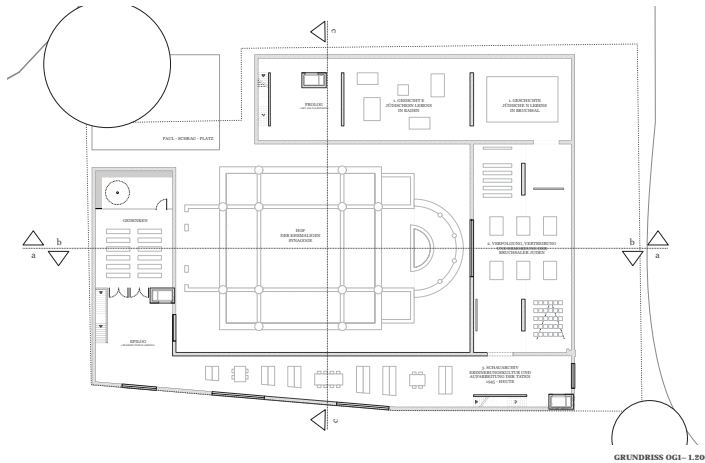 c
PAUL - SCHRAG - PLATZ
PROLOG
1. GESCHICHTE
JÜDISCHEN LEBENS
IN BADEN
1. GESCHICHTE
JÜDISCHEN LEBENS
IN BRUCHSAL
GEDENKEN
HOF
DER EHEMALIGEN
SYNAGOGE
b
a
b
a
2. VERFOLGUNG, VERTREIBUNG
UND ERMORDUNG DER
BRUCHSALER JUDEN
EPILOG
3. SCHAUARCHIV:
ERINNERUNGSKULTUR UND
AUFARBEITUNG DER TATEN
1945 - HEUTE
c
GRUNDRISS OG1– 1.20